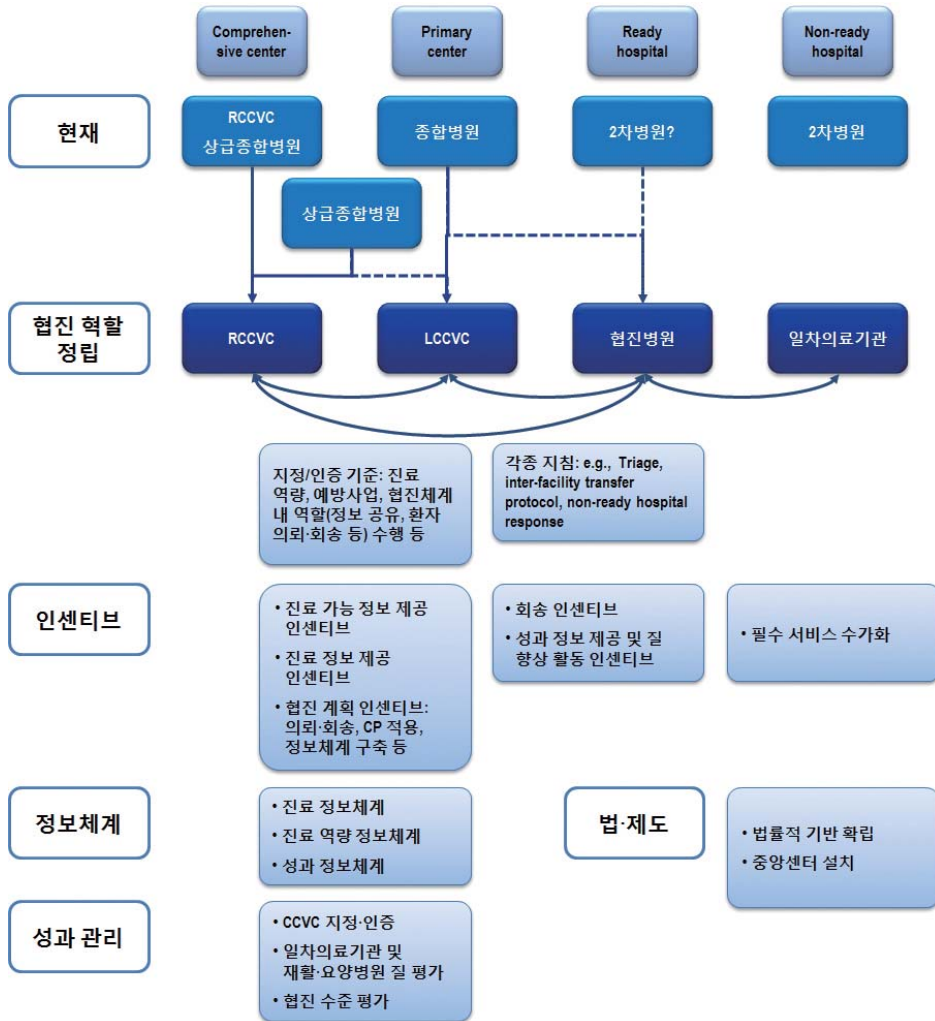 Comprehen-
sive center
Primary
center
Ready
hospital
Non-ready
hospital
현재
RCCVC
상급종합병원
종합병원
2차병원?
2차병원
상급종합병원
협진 혁할
정립
RCCVC
LCCVC
협진병원
일차의료기관
지정/인증 기준: 진료
역량, 예방사업, 협진체계
내 역할(정보 공유, 환자
의뢰·회송 등) 수행 등
각종 지침: e.g., Triage,
inter-facility transfer
protocol, non-ready hospital
response
인센티브
• 진료 가능 정보 제공
인센티브
• 진료 정보 제공
인센티브
• 협진 계획 인센티브:
의뢰·회송, CP 적용,
정보체계 구축 등
• 회송 인센티브
• 성과 정보 제공 및 질
향상 활동 인센티브
• 필수 서비스 수가화
정보체계
• 진료 정보체계
• 진료 역량 정보체계
• 성과 정보체계
법·제도
• 법률적 기반 확립
• 중앙센터 설치
성과 관리
• CCVC 지정·인증
• 일차의료기관 및
재활·요양병원 질 평가
• 협진 수준 평가